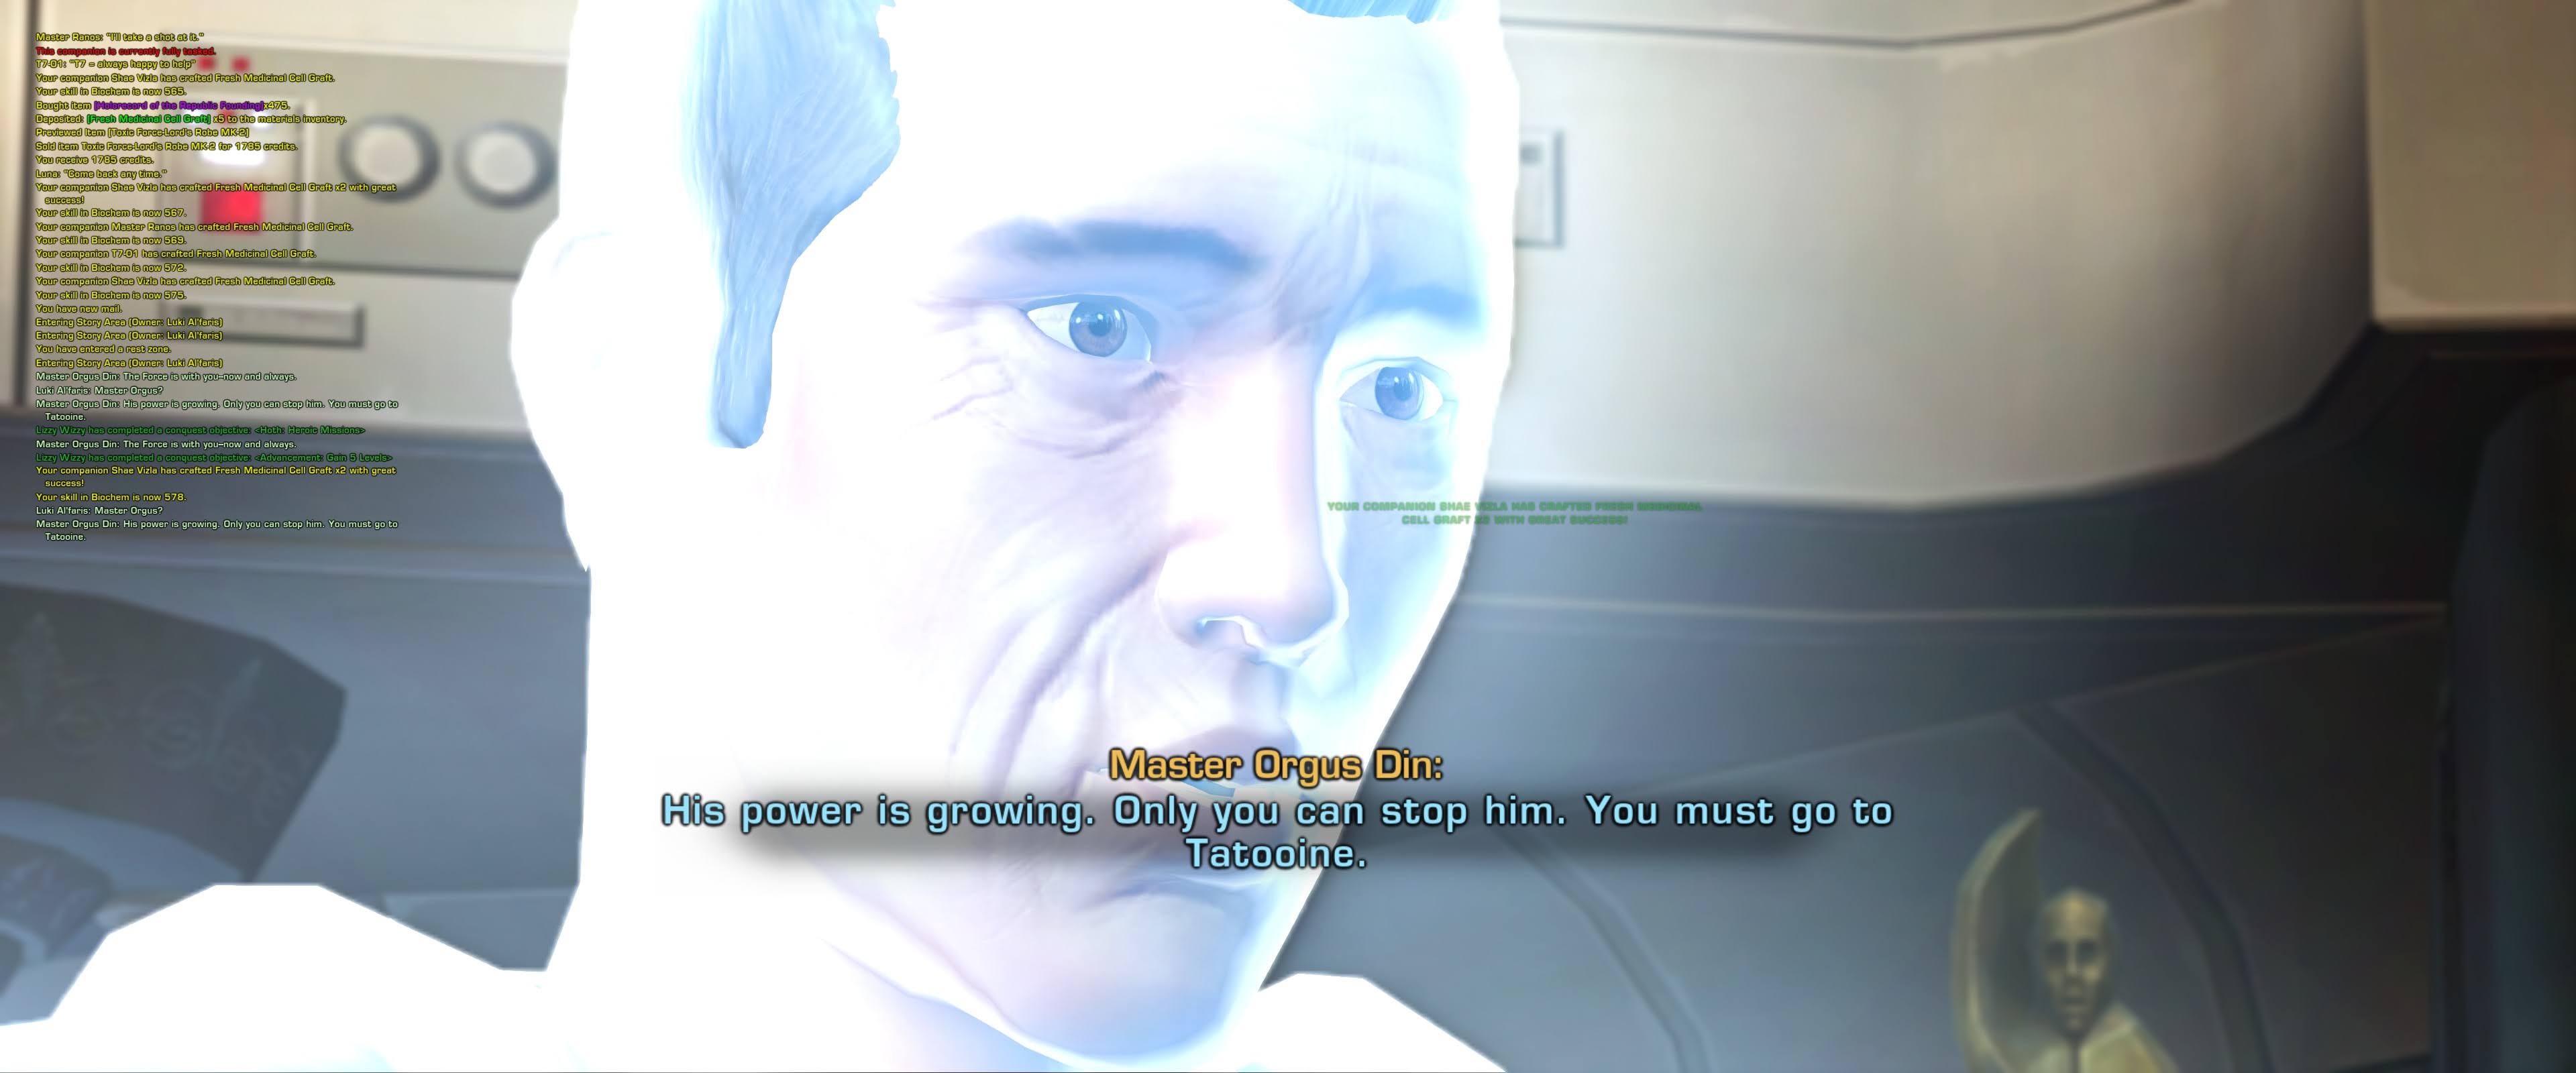 Master Ranos: "I'll take a shot at it."
This companion is currently fully tasked.
T7-01: "T7 = always happy to help"
Your companion Shae Vizla has crafted Fresh Medicinal Cell Graft.
Your skill in Biochem is now 565.
Bought item [Holorecord of the Republic Founding]x475.
Deposited: [Fresh Medicinal Cell Graft] x5 to the materials inventory.
Previewed Item [Toxic Force-Lord's Robe MK-2]
Sold item Toxic Force-Lord's Robe MK-2 for 1785 credits.
You receive 1785 credits.
Luna: "Come back any time."
Your companion Shae Vizla has crafted Fresh Medicinal Cell Graft x2 with great
success!
Your skill in Biochem is now 567.
Your companion Master Ranos has crafted Fresh Medicinal Cell Graft.
Your skill in Biochem is now 569.
Your companion T7-01 has crafted Fresh Medicinal Cell Graft.
Your skill in Biochem is now 572.
Your companion Shae Vizla has crafted Fresh Medicinal Cell Graft.
Your skill in Biochem is now 575.
You have new mail.
Entering Story Area (Owner: Luki Al'faris)
Entering Story Area (Owner: Luki Al'faris)
You have entered a rest zone.
Entering Story Area (Owner: Luki Al'faris)
Master Orgus Din: The Force is with you–now and always.
Luki Al'faris: Master Orgus?
Master Orgus Din: His power is growing. Only you can stop him. You must go to
Tatooine.
Lizzy Wizzy has completed a conquest objective: <Hoth: Heroic Missions>
Master Orgus Din: The Force is with you–now and always.
Lizzy Wizzy has completed a conquest objective: <Advancement: Gain 5 Levels>
Your companion Shae Vizla has crafted Fresh Medicinal Cell Graft x2 with great
success!
Your skill in Biochem is now 578.
Luki Al'faris: Master Orgus?
Master Orgus Din: His power is growing. Only you can stop him. You must go to
Tatooine.
YOUR COMPANION SHAE VIZLA HAS CRAFTED FRESH MEDICINAL
CELL GRAFT X2 WITH GREAT SUCCESS!
Master Orgus Din:
His power is growing. Only you can stop him. You must go to
Tatooine.